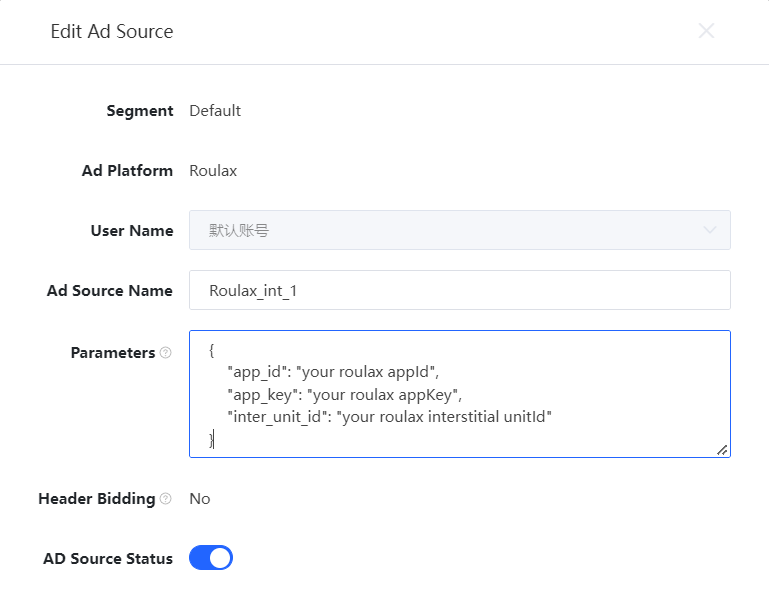 Edit Ad Source
Segment Default
Ad Platform Roulax
User Name 默认账号
Ad Source Name Roulax_int_1
Parameters {
"app_id": "your roulax appId",
"app_key": "your roulax appKey",
"inter_unit_id": "your roulax interstitial unitId"
}
Header Bidding No
AD Source Status